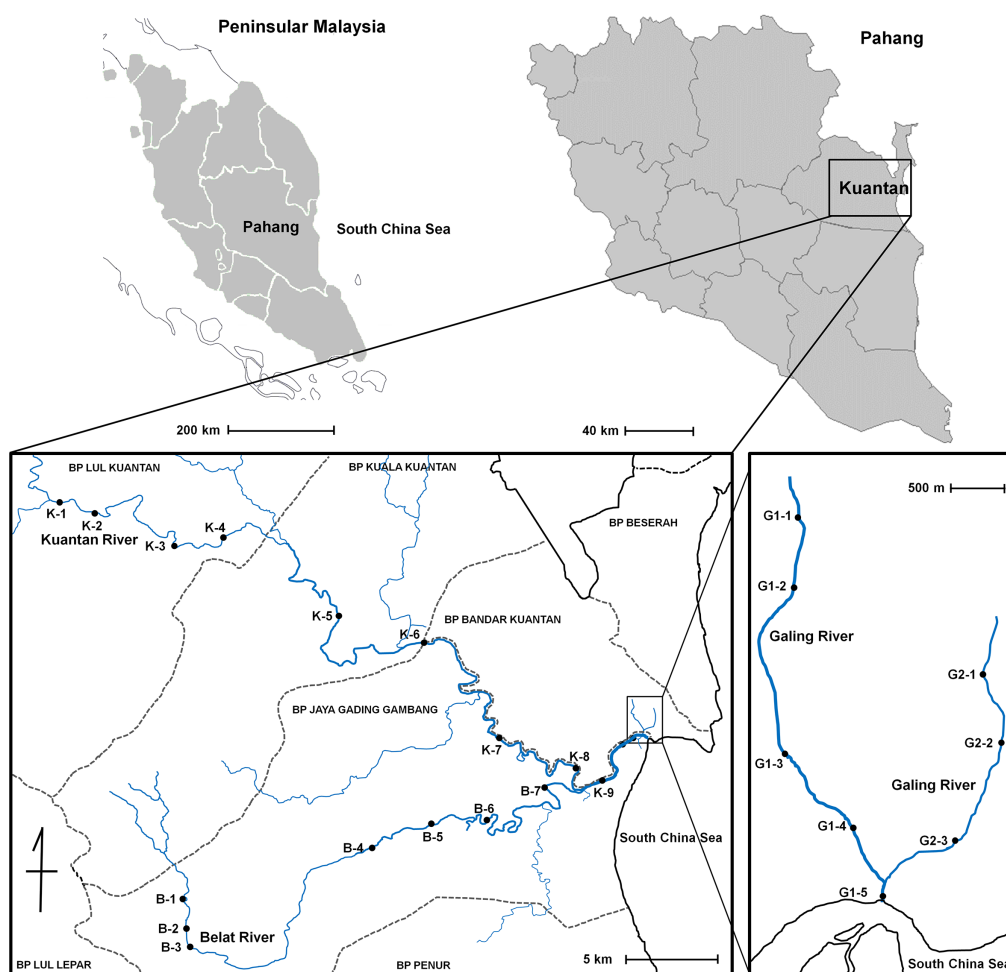 Peninsular Malaysia
Pahang
Pahang
South China Sea
Kuantan
200 km
40 km
BP LUL KUANTAN
BP KUALA KUANTAN
BP BESERAH
K-1
K-2
Kuantan River
K-3
K-4
K-5
K-6
BP BANDAR KUANTAN
BP JAYA GADING GAMBANG
K-7
K-8
K-9
B-7
B-6
B-5
B-4
South China Sea
B-1
B-2
B-3
Belat River
BP LUL LEPAR
BP PENUR
5 km
500 m
G1-1
G1-2
Galing River
G2-1
G2-2
G1-3
Galing River
G1-4
G2-3
G1-5
South China Sea